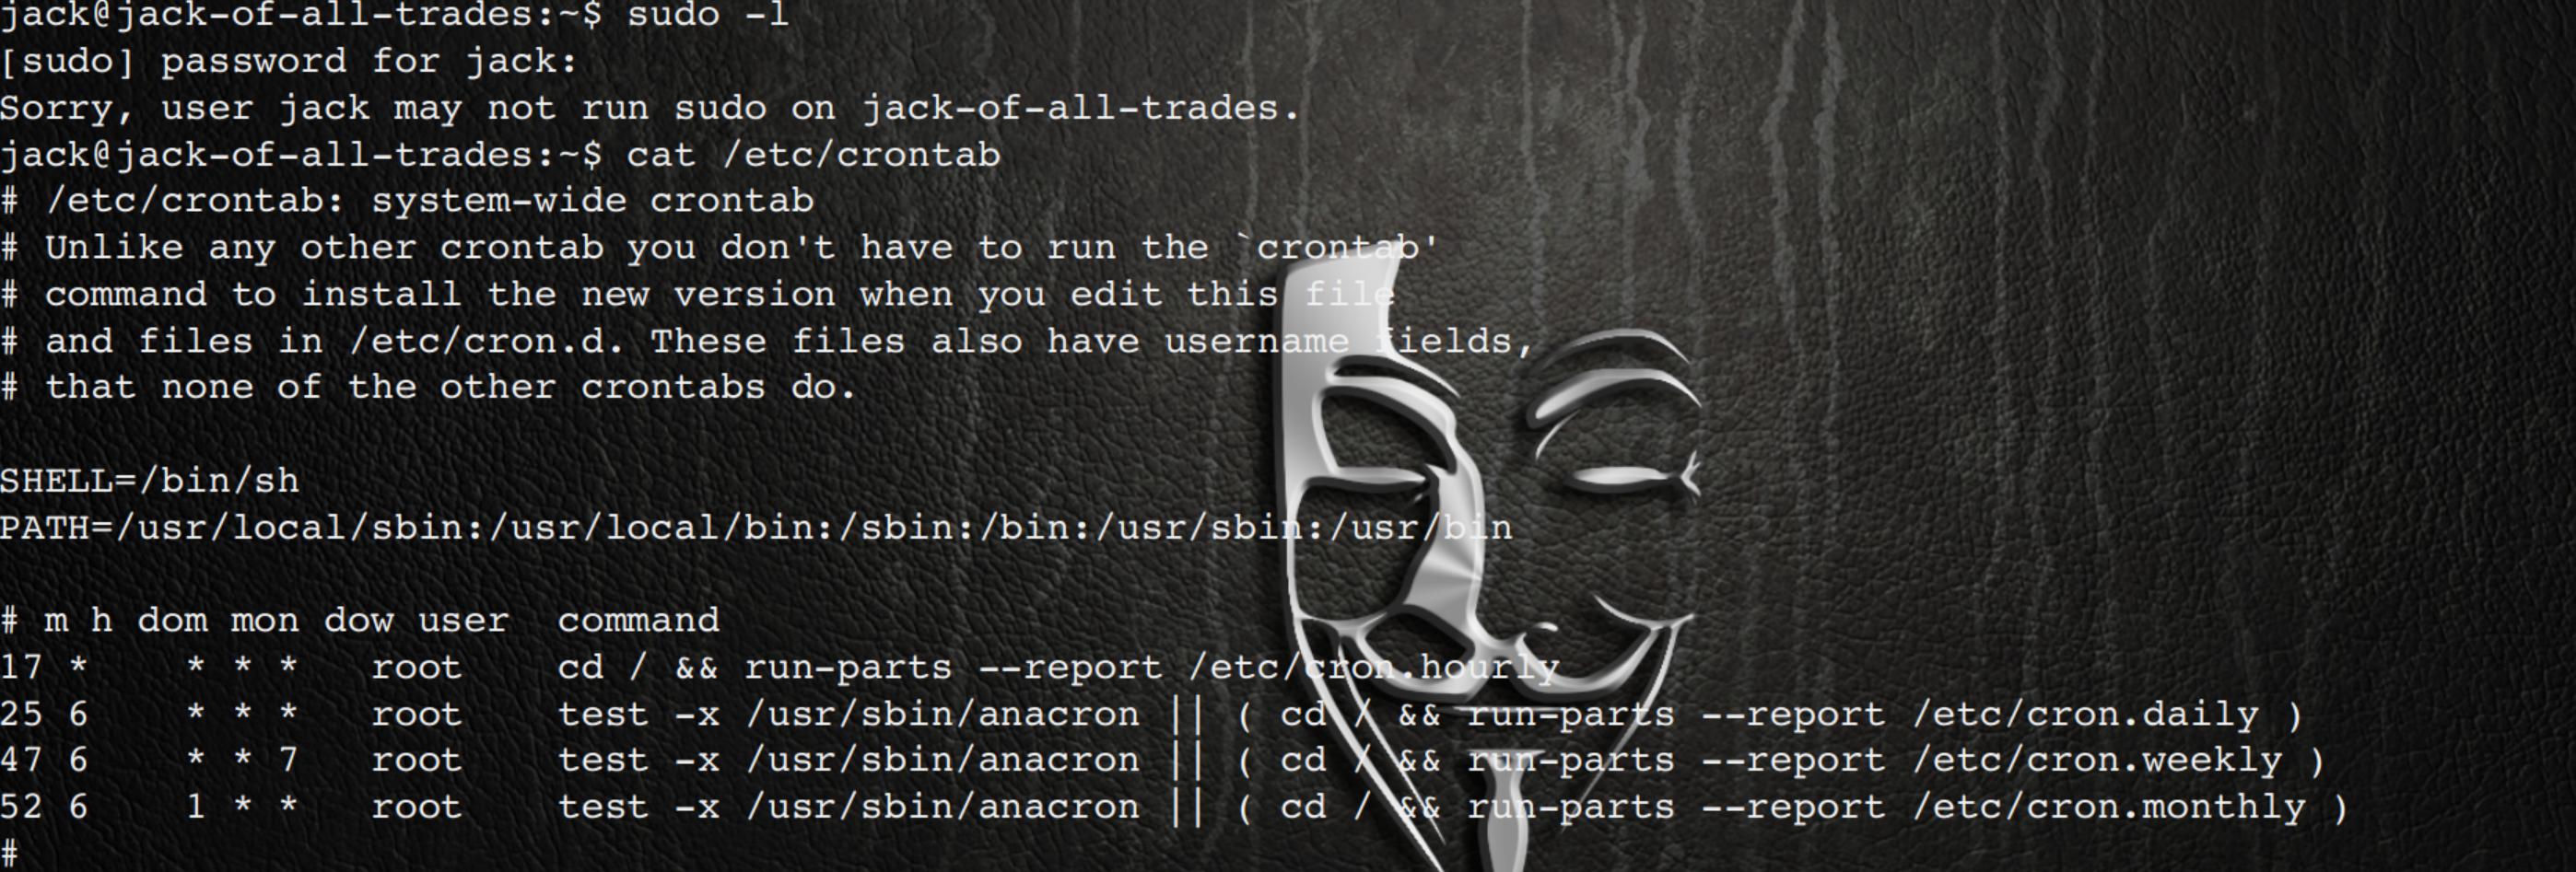 jack@jack-of-all-trades:~$ sudo -l
[sudo] password for jack:
Sorry, user jack may not run sudo on jack-of-all-trades.
jack@jack-of-all-trades:~$ cat /etc/crontab
# /etc/crontab: system-wide crontab
# Unlike any other crontab you don't have to run the `crontab'
# command to install the new version when you edit this file
# and files in /etc/cron.d. These files also have username fields,
# that none of the other crontabs do.
SHELL=/bin/sh
PATH=/usr/local/sbin:/usr/local/bin:/sbin:/bin:/usr/sbin:/usr/bin
# m h dom mon dow user  command
17 *    * * *   root    cd / && run-parts --report /etc/cron.hourly
25 6    * * *   root    test -x /usr/sbin/anacron || ( cd / && run-parts --report /etc/cron.daily )
47 6    * * 7   root    test -x /usr/sbin/anacron || ( cd / && run-parts --report /etc/cron.weekly )
52 6    1 * *   root    test -x /usr/sbin/anacron || ( cd / && run-parts --report /etc/cron.monthly )
#